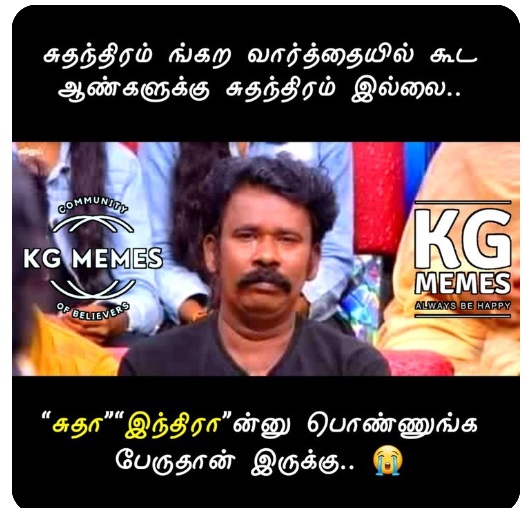 சுதந்திரம் ங்கற வார்த்தையில் கூட
ஆண்களுக்கு சுதந்திரம் இல்லை..
COMMUNITY
KG MEMES
OF BELIEVERS
KG
MEMES
ALWAYS BE HAPPY
“சுதா”“இந்திரா”ன்னு பொண்ணுங்க
பேருதான் இருக்கு.. 😭